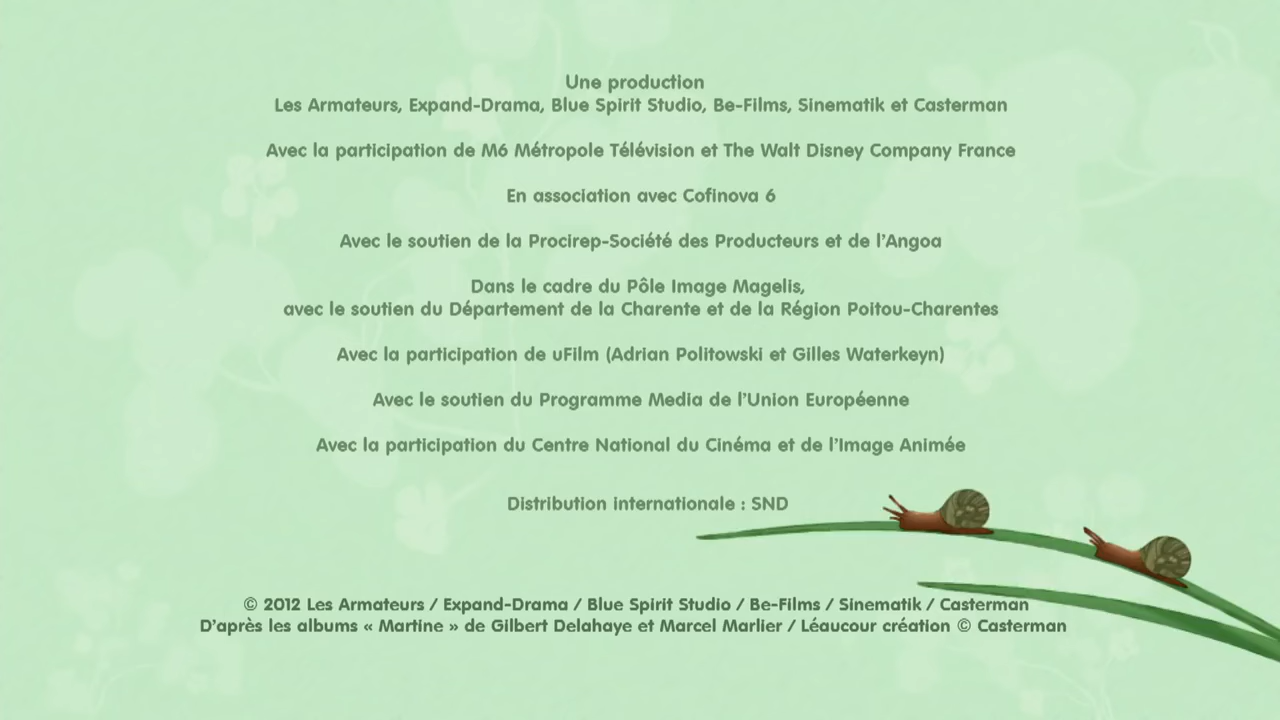 Une production
Les Armateurs, Expand-Drama, Blue Spirit Studio, Be-Films, Sinematik et Casterman
Avec la participation de M6 Métropole Télévision et The Walt Disney Company France
En association avec Cofinova 6
Avec le soutien de la Procirep-Société des Producteurs et de l'Angoa
Dans le cadre du Pôle Image Magelis,
avec le soutien du Département de la Charente et de la Région Poitou-Charentes
Avec la participation de uFilm (Adrian Politowski et Gilles Waterkeyn)
Avec le soutien du Programme Media de l'Union Européenne
Avec la participation du Centre National du Cinéma et de l'Image Animée
Distribution internationale : SND
© 2012 Les Armateurs / Expand-Drama / Blue Spirit Studio / Be-Films / Sinematik / Casterman
D'après les albums « Martine » de Gilbert Delahaye et Marcel Marlier / Léaucour création © Casterman